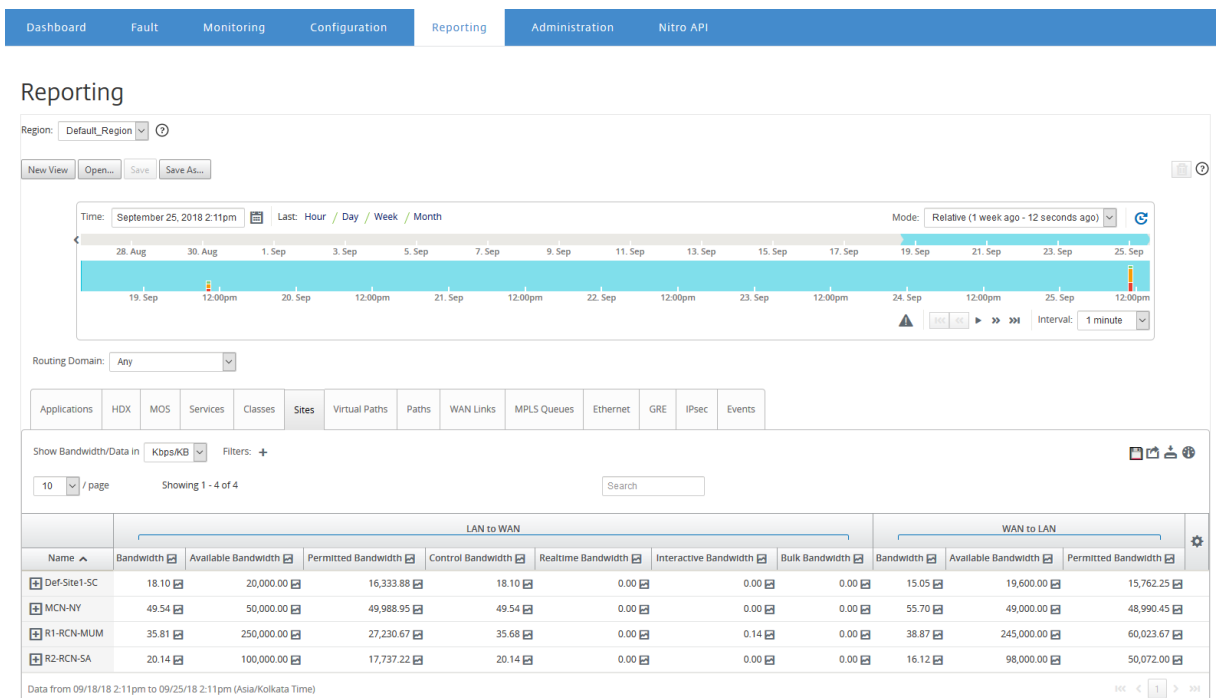 Dashboard Fault Monitoring Configuration Reporting Administration Nitro API
Reporting
Region: Default_Region
New View Open... Save Save As...
Time: September 25, 2018 2:11pm Last: Hour / Day / Week / Month Mode: Relative (1 week ago - 12 seconds ago)
28. Aug 30. Aug 1. Sep 3. Sep 5. Sep 7. Sep 9. Sep 11. Sep 13. Sep 15. Sep 17. Sep 19. Sep 21. Sep 23. Sep 25. Sep
19. Sep 12:00pm 20. Sep 12:00pm 21. Sep 12:00pm 22. Sep 12:00pm 23. Sep 12:00pm 24. Sep 12:00pm 25. Sep 12:00pm
Interval: 1 minute
Routing Domain: Any
Applications HDX MOS Services Classes Sites Virtual Paths Paths WAN Links MPLS Queues Ethernet GRE IPsec Events
Show Bandwidth/Data in Kbps/KB Filters: +
10 / page Showing 1 - 4 of 4 Search
LAN to WAN WAN to LAN
Name Bandwidth Available Bandwidth Permitted Bandwidth Control Bandwidth Realtime Bandwidth Interactive Bandwidth Bulk Bandwidth Bandwidth Available Bandwidth Permitted Bandwidth
Def-Site1-SC 18.10 20,000.00 16,333.88 18.10 0.00 0.00 0.00 15.05 19,600.00 15,762.25
MCN-NY 49.54 50,000.00 49,988.95 49.54 0.00 0.00 0.00 55.70 49,000.00 48,990.45
R1-RCN-MUM 35.81 250,000.00 27,230.67 35.68 0.00 0.14 0.00 38.87 245,000.00 60,023.67
R2-RCN-SA 20.14 100,000.00 17,737.22 20.14 0.00 0.00 0.00 16.12 98,000.00 50,072.00
Data from 09/18/18 2:11pm to 09/25/18 2:11pm (Asia/Kolkata Time) 1